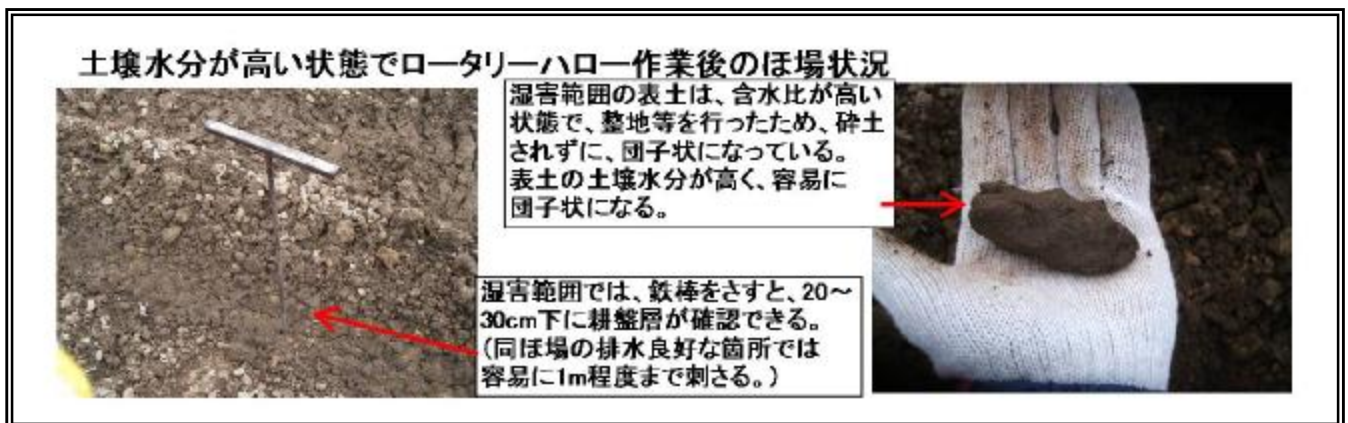 土壌水分が高い状態でロータリーハロー作業後のほ場状況
湿害範囲の表土は、含水比が高い
状態で、整地等を行ったため、砕土
されずに、団子状になっている。
表土の土壌水分が高く、容易に
団子状になる。
湿害範囲では、鉄棒をさすと、20～
30cm下に耕盤層が確認できる。
(同ほ場の排水良好な箇所では
容易に1m程度まで刺さる。)